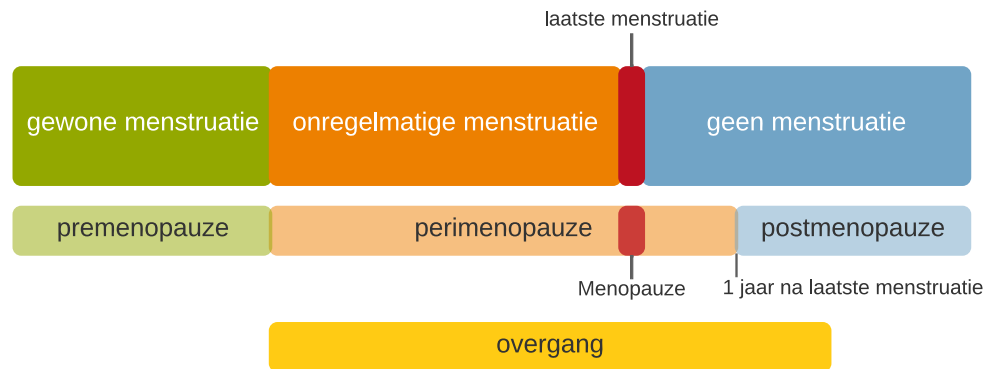 laatste menstruatie
gewone menstruatie
onregelmatige menstruatie
geen menstruatie
premenopauze
perimenopauze
postmenopauze
Menopauze
1 jaar na laatste menstruatie
overgang